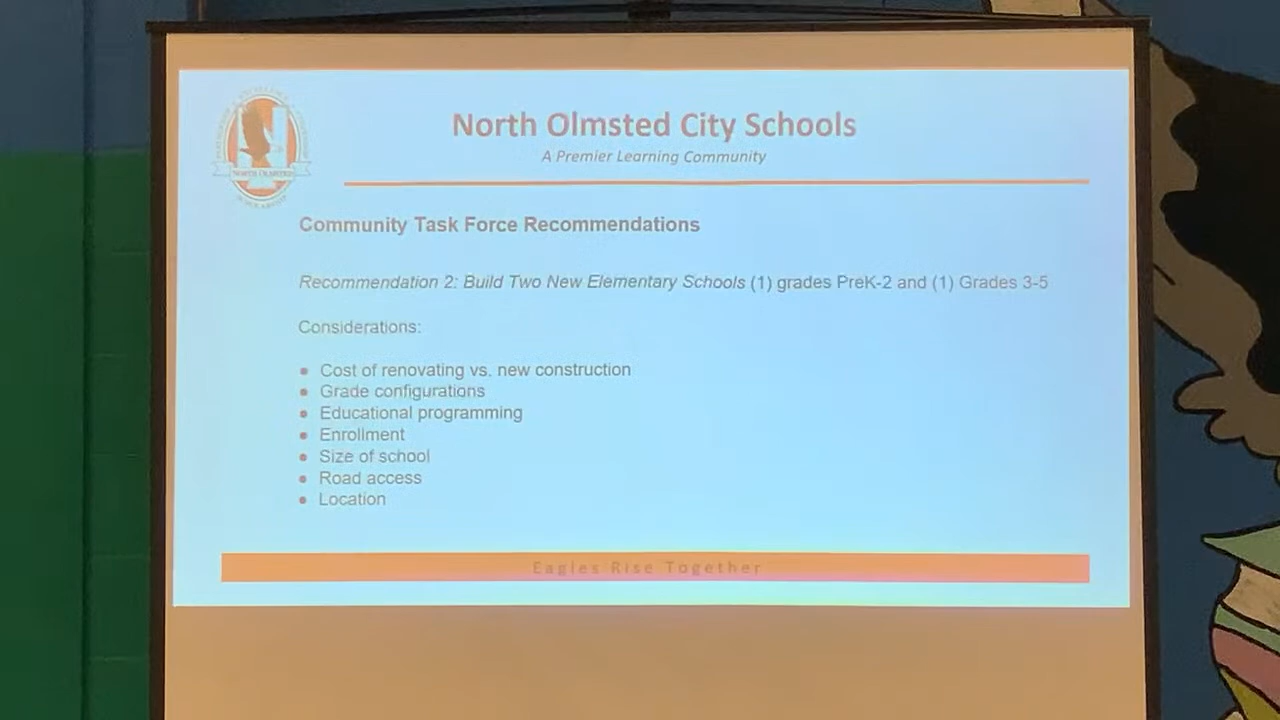 North Olmsted City Schools
A Premier Learning Community
NORTH OLMSTED
Community Task Force Recommendations
Recommendation 2: Build Two New Elementary Schools (1) grades PreK-2 and (1) Grades 3-5
Considerations:
• Cost of renovating vs. new construction
• Grade configurations
• Educational programming
• Enrollment
• Size of school
• Road access
• Location
Eagles Rise Together